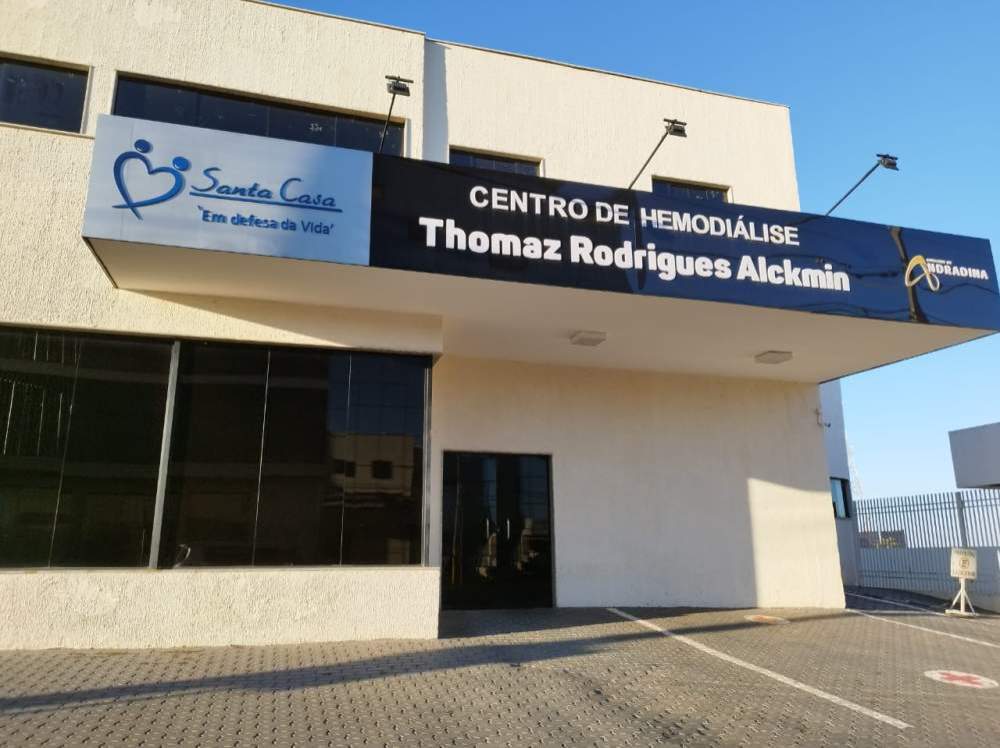 Santa Casa
"Em defesa da Vida'
CENTRO DE HEMODIÁLISE
Thomaz Rodrigues Alckmin
ANDRADINA